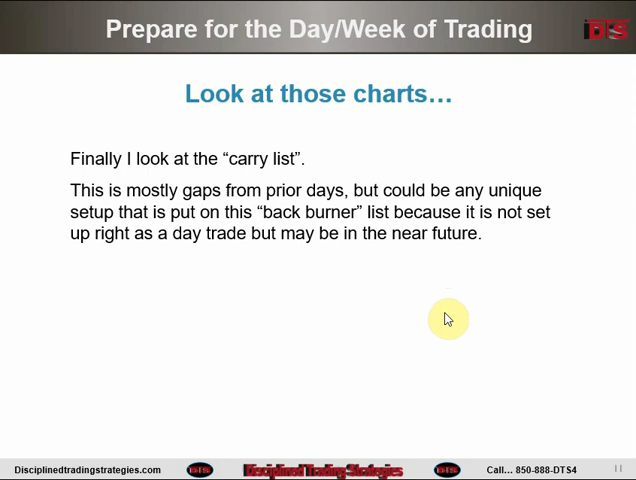 Prepare for the Day/Week of Trading
DTS
Look at those charts…
Finally I look at the “carry list”.
This is mostly gaps from prior days, but could be any unique
setup that is put on this “back burner” list because it is not set
up right as a day trade but may be in the near future.
Disciplinedtradingstrategies.com
DTS
Disciplined Trading Strategies
DTS
Call… 850-888-DTS4
11